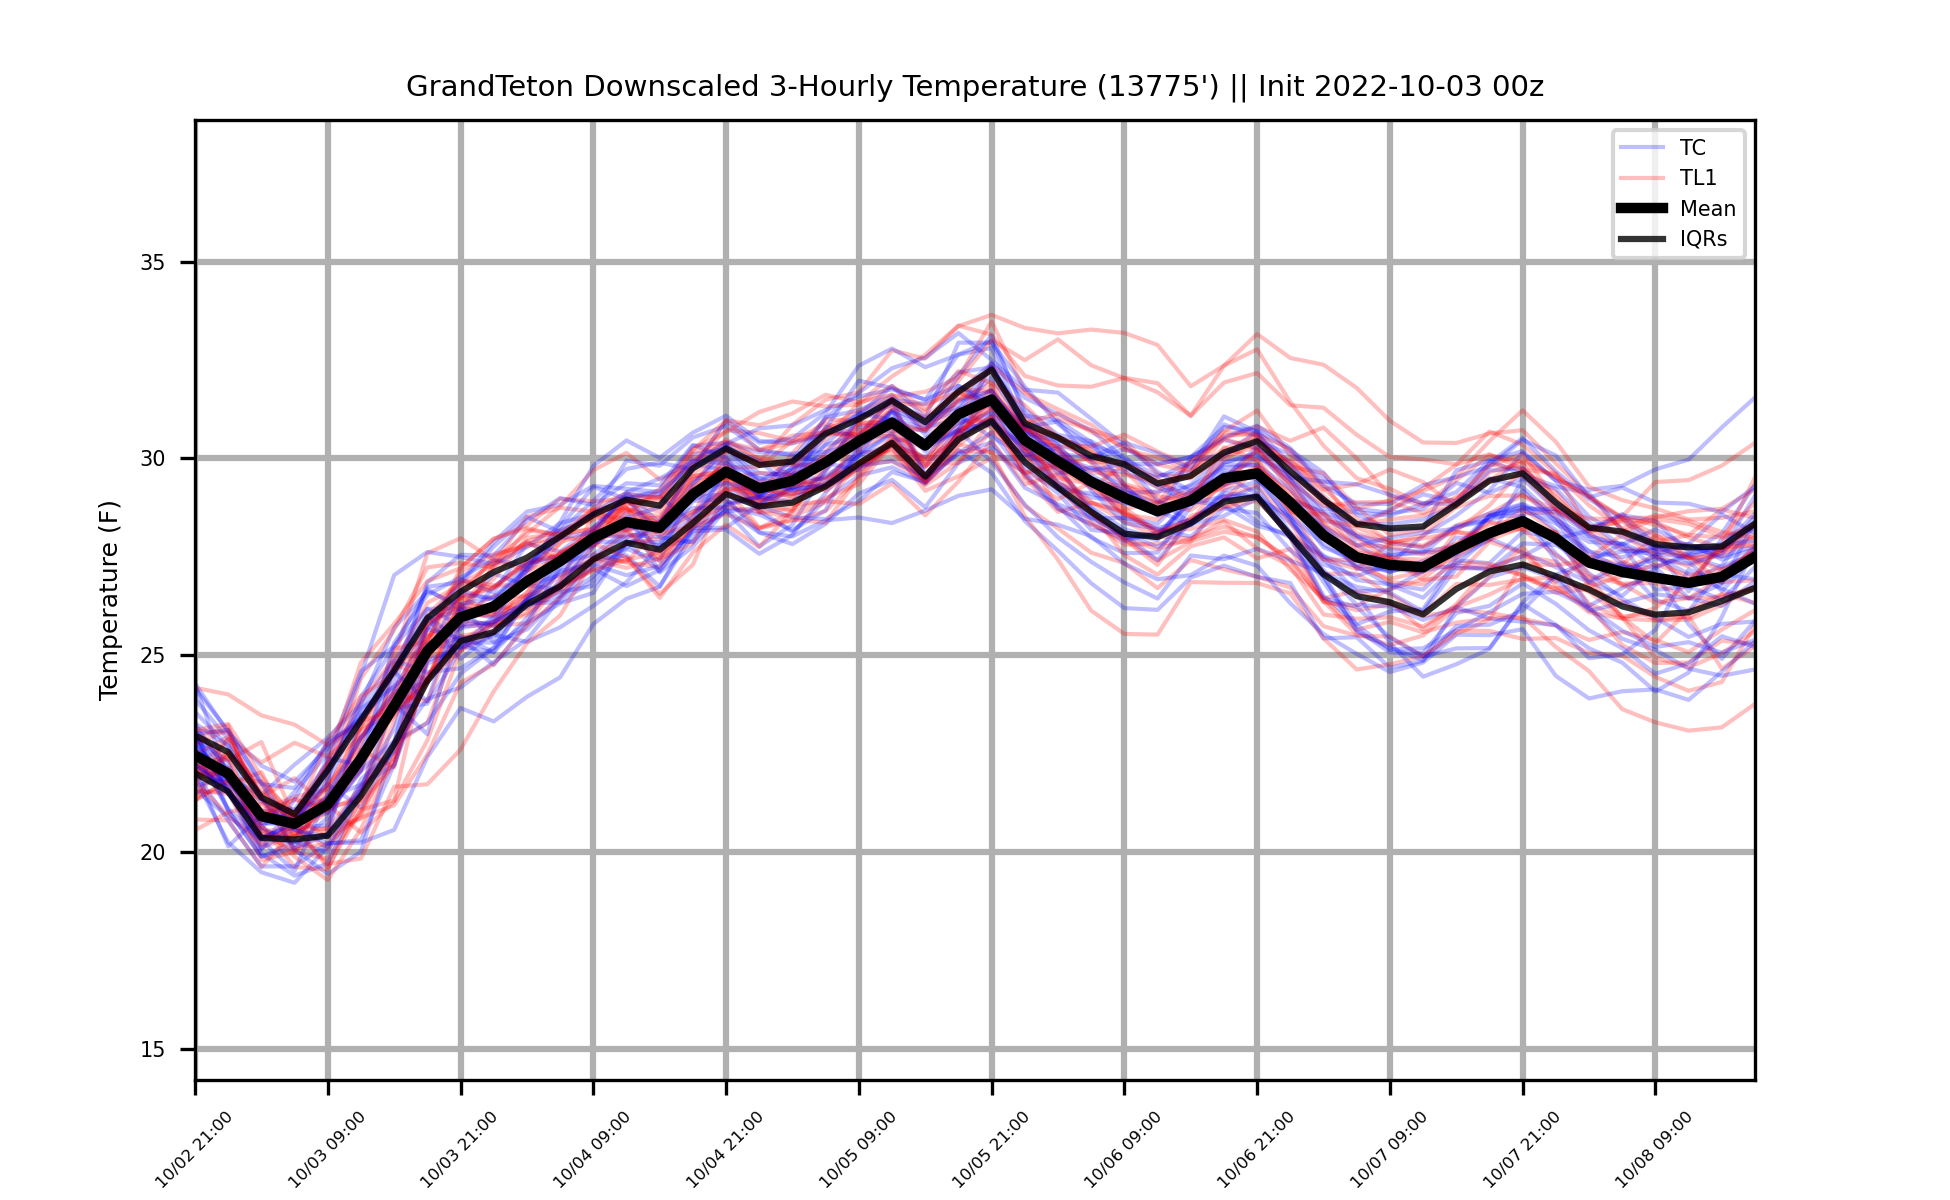 GrandTeton Downscaled 3-Hourly Temperature (13775') || Init 2022-10-03 00z
TC
TL1
Mean
IQRs
Temperature (F)
35
30
25
20
15
10/02 21:00
10/03 09:00
10/03 21:00
10/04 09:00
10/04 21:00
10/05 09:00
10/05 21:00
10/06 09:00
10/06 21:00
10/07 09:00
10/07 21:00
10/08 09:00